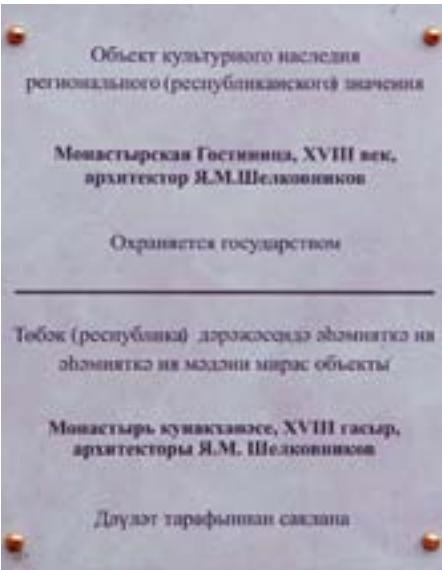 Объект культурного наследия
регионального (республиканского) значения
Монастырская Гостиница, XVIII век,
архитектор Я.М.Шелковников
Охраняется государством
Төбәк (республика) дәрәҗәсендә әһәмияткә ия
әһәмияткә ия мәдәни мирас объекты
Монастырь кунакханәсе, XVIII гасыр,
архитекторы Я.М. Шелковников
Дәүләт тарафыннан саклана